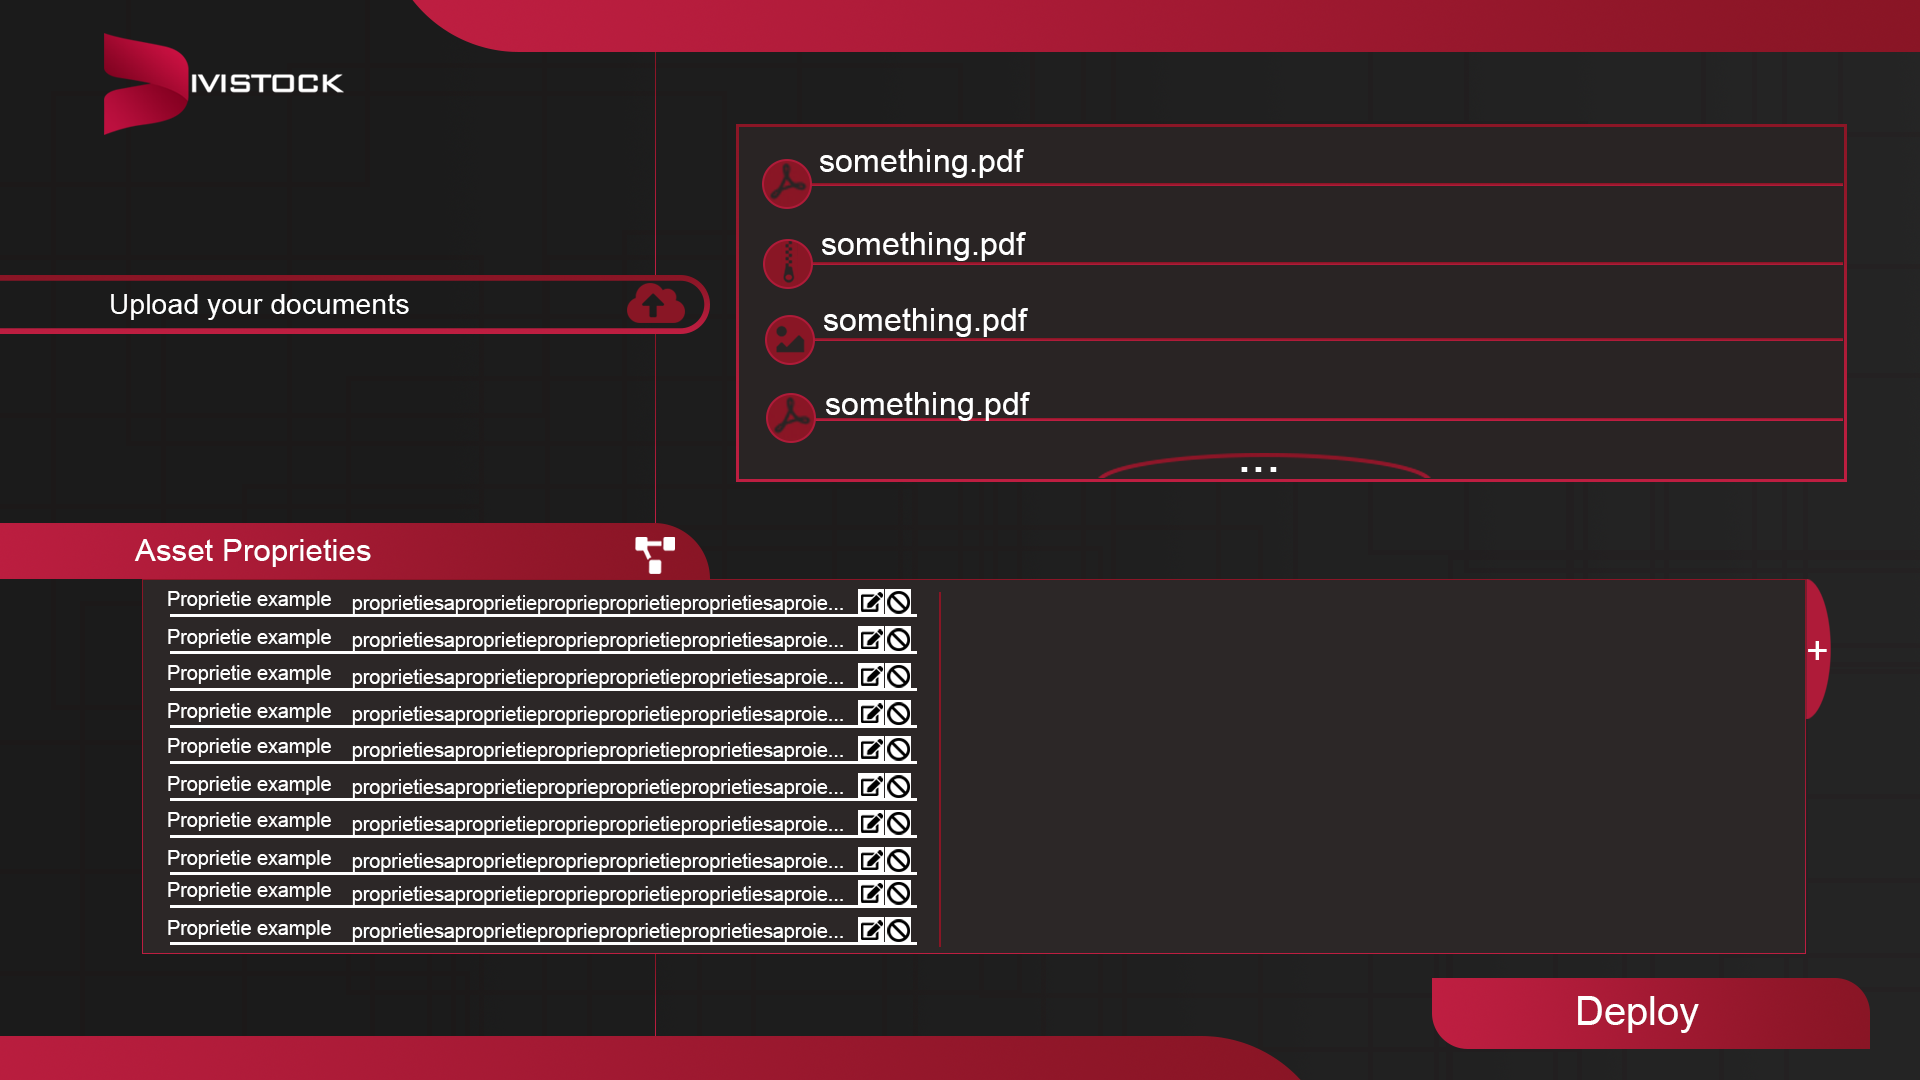 IVISTOCK
something.pdf
something.pdf
Upload your documents
something.pdf
something.pdf
...
Asset Proprieties
Proprietie example proprietiesaproprietieproprieproprietieproprietiesaproie...
Proprietie example proprietiesaproprietieproprieproprietieproprietiesaproie...
Proprietie example proprietiesaproprietieproprieproprietieproprietiesaproie...
Proprietie example proprietiesaproprietieproprieproprietieproprietiesaproie...
Proprietie example proprietiesaproprietieproprieproprietieproprietiesaproie...
Proprietie example proprietiesaproprietieproprieproprietieproprietiesaproie...
Proprietie example proprietiesaproprietieproprieproprietieproprietiesaproie...
Proprietie example proprietiesaproprietieproprieproprietieproprietiesaproie...
Proprietie example proprietiesaproprietieproprieproprietieproprietiesaproie...
Proprietie example proprietiesaproprietieproprieproprietieproprietiesaproie...
+
Deploy